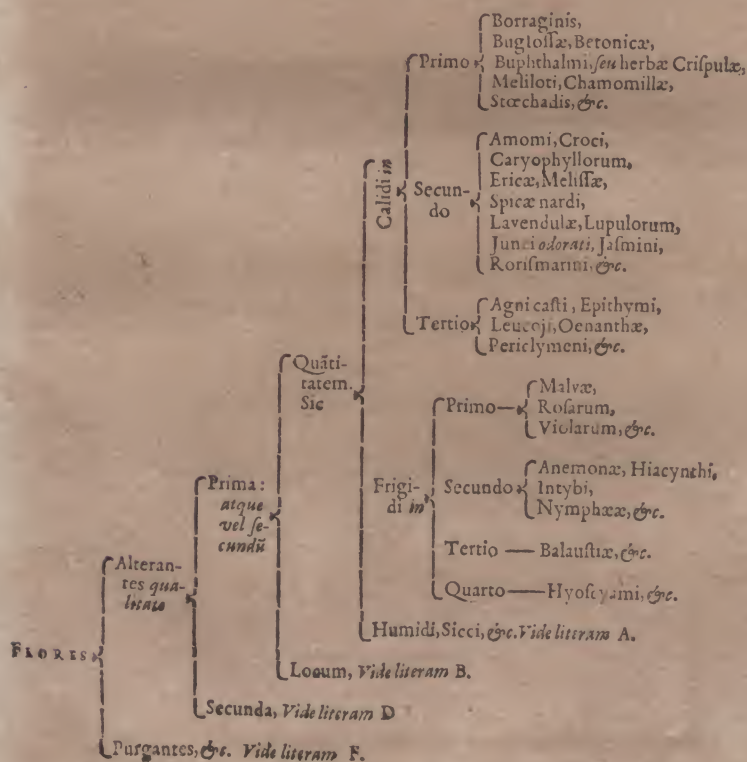 Borraginis,
Bugloſſæ, Betonicæ,
Primo Buphthalmi, ſeu herbæ Criſpulæ,
Meliloti, Chamomillæ,
Stœchadis, &c.
Amomi, Croci,
Caryophyllorum,
Calidi in
Ericæ, Meliſſæ,
Secun-
do
Spicæ nardi,
Lavendulæ, Lupulorum,
Junci odorati, Jaſmini,
Roriſmarini, &c.
Agni caſti, Epithymi,
Tertio Leucoji, Oenanthæ,
Periclymeni, &c.
Quãti-
tatem.
Sic
Malvæ,
Primo Roſarum,
Violarum, &c.
Prima:
atque
vel ſe-
cundũ
Frigi-
di in
Anemonæ, Hiacynthi,
Secundo Intybi,
Nymphææ, &c.
Tertio Balauſtiæ, &c.
Alteran-
tes qua-
litate
Quarto Hyoſcyami, &c.
Humidi, Sicci, &c. Vide literam A.
FLORES
Locum, Vide literam B.
Secunda, Vide literam D
Purgantes, &c. Vide literam F.